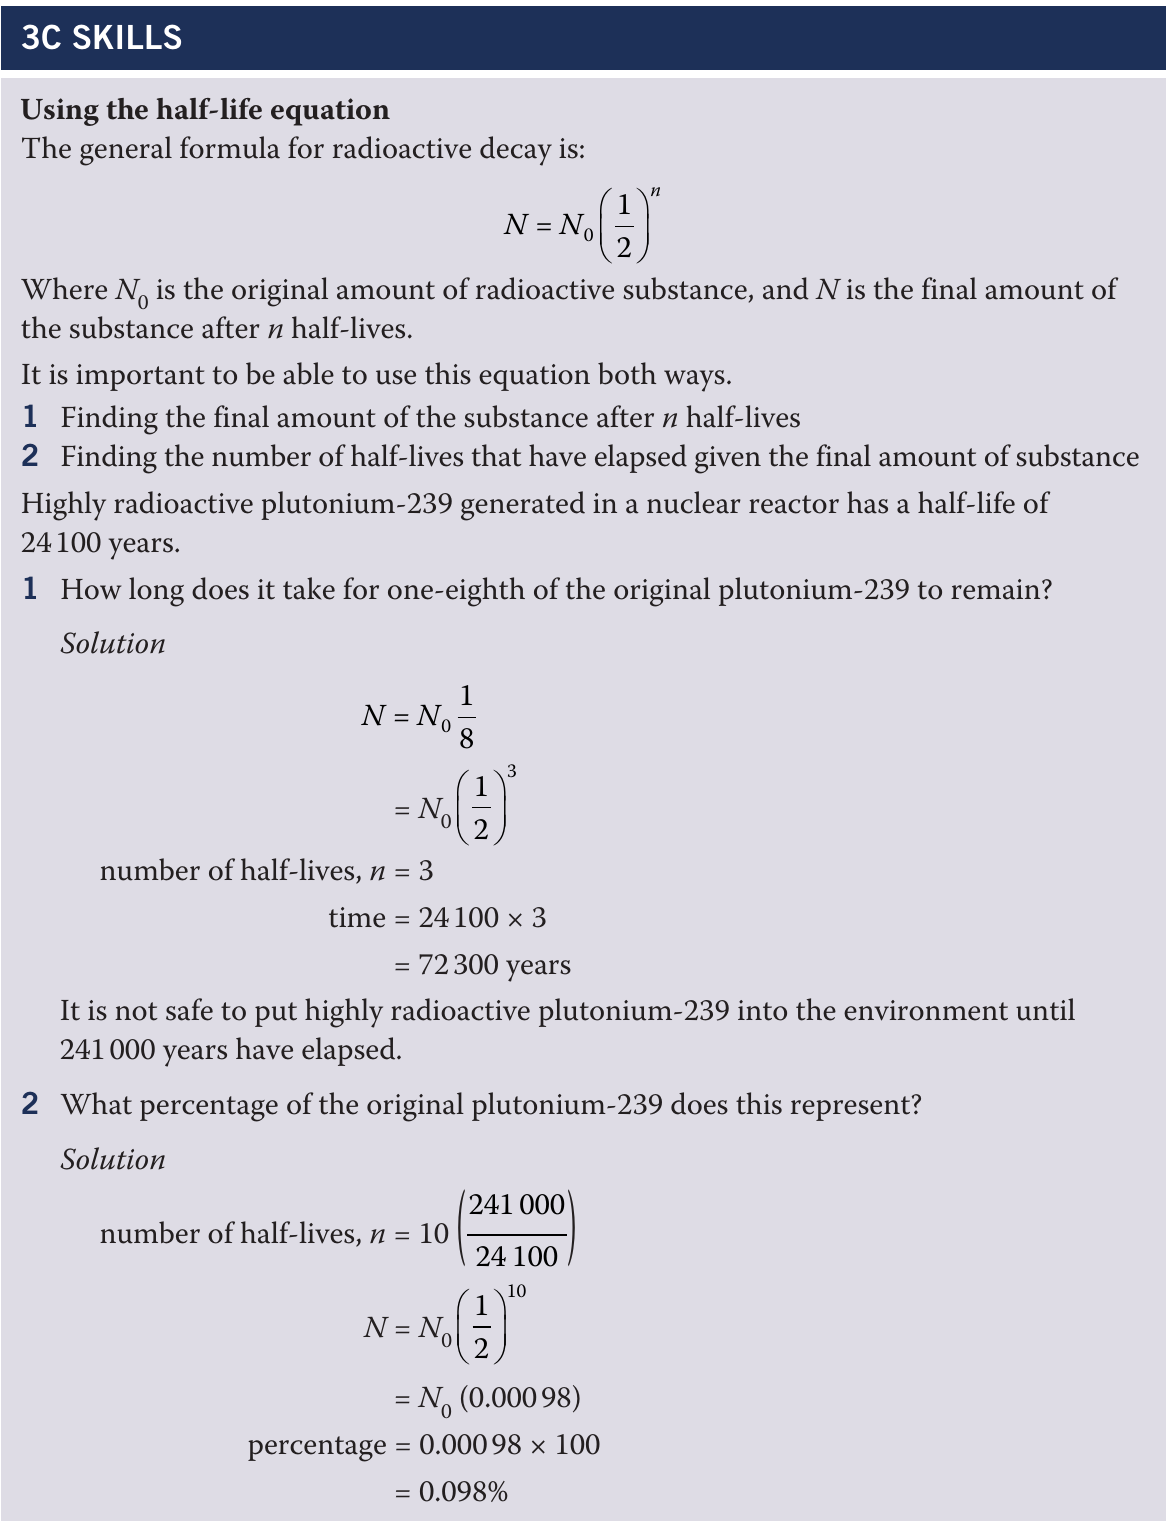 3C SKILLS
Using the half-life equation
The general formula for radioactive decay is:
N = N₀(1/2)ⁿ
Where N₀ is the original amount of radioactive substance, and N is the final amount of
the substance after n half-lives.
It is important to be able to use this equation both ways.
1 Finding the final amount of the substance after n half-lives
2 Finding the number of half-lives that have elapsed given the final amount of substance
Highly radioactive plutonium-239 generated in a nuclear reactor has a half-life of
24 100 years.
1 How long does it take for one-eighth of the original plutonium-239 to remain?
Solution
N = N₀ 1/8
= N₀(1/2)³
number of half-lives, n = 3
time = 24 100 × 3
= 72 300 years
It is not safe to put highly radioactive plutonium-239 into the environment until
241 000 years have elapsed.
2 What percentage of the original plutonium-239 does this represent?
Solution
number of half-lives, n = 10 (241 000/24 100)
N = N₀(1/2)¹⁰
= N₀ (0.000 98)
percentage = 0.000 98 × 100
= 0.098%